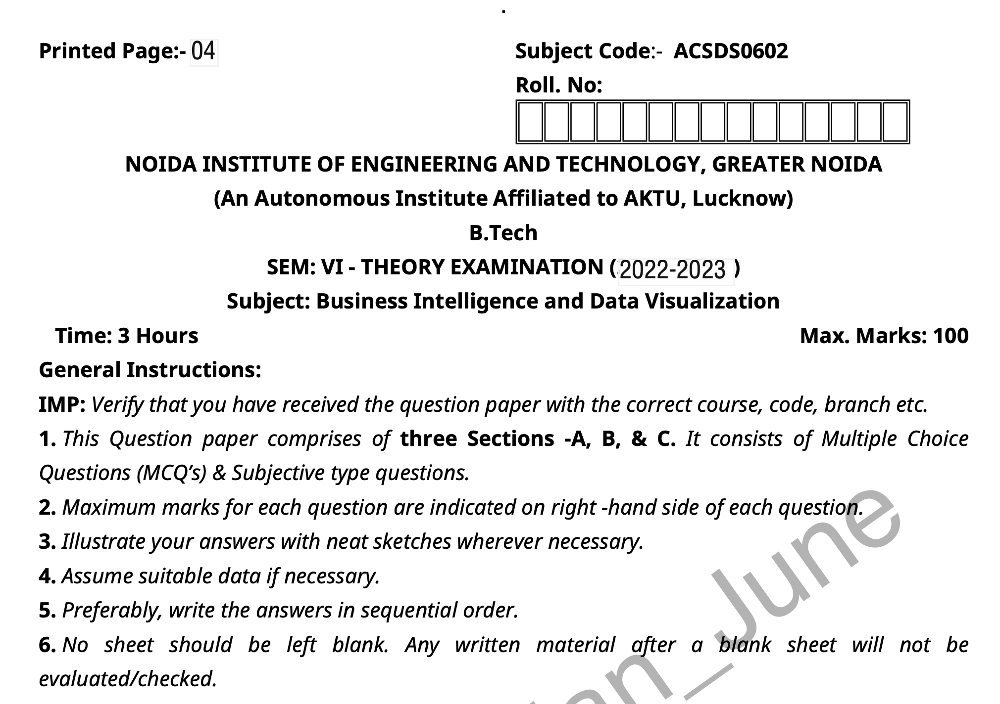 .
Printed Page:- 04
Subject Code:- ACSDS0602
Roll. No:
NOIDA INSTITUTE OF ENGINEERING AND TECHNOLOGY, GREATER NOIDA
(An Autonomous Institute Affiliated to AKTU, Lucknow)
B.Tech
SEM: VI - THEORY EXAMINATION (2022-2023 )
Subject: Business Intelligence and Data Visualization
Time: 3 Hours
Max. Marks: 100
General Instructions:
IMP: Verify that you have received the question paper with the correct course, code, branch etc.
1. This Question paper comprises of three Sections -A, B, & C. It consists of Multiple Choice
Questions (MCQ’s) & Subjective type questions.
2. Maximum marks for each question are indicated on right -hand side of each question.
3. Illustrate your answers with neat sketches wherever necessary.
4. Assume suitable data if necessary.
5. Preferably, write the answers in sequential order.
6. No sheet should be left blank. Any written material after a blank sheet will not be
evaluated/checked.
an_June